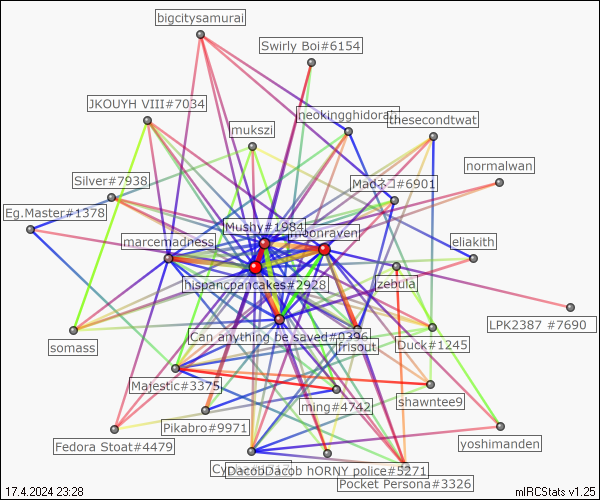 bigcitysamurai
Swirly Boi#6154
JKOUYH VIII#7034
neokingghidorah
thesecondtwat
mukszi
normalwan
Silver#7938
Madネコ#6901
Eg.Master#1378
Mushy#1984
moonraven
marcemadness
eliakith
hispancpancakes#2928
zebula
LPK2387 #7690
Can anything be saved#0396
somass
frisout
Duck#1245
Majestic#3375
shawntee9
ming#4742
Pikabro#9971
yoshimanden
Fedora Stoat#4479
DacobDacob hORNY police#5271
Pocket Persona#3326
17.4.2024 23:28
mIRCStats v1.25